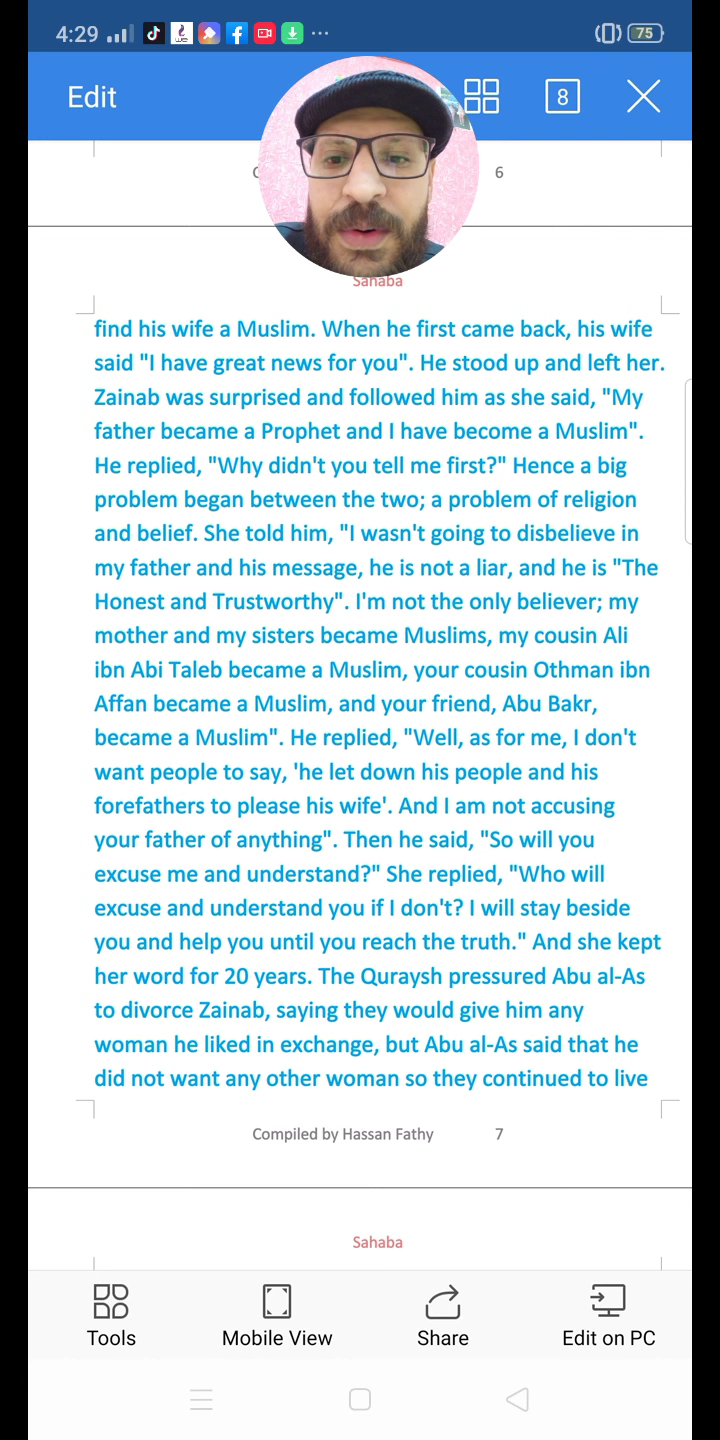 4:29
75
Edit
8
6
Sahaba
find his wife a Muslim. When he first came back, his wife
said "I have great news for you". He stood up and left her.
Zainab was surprised and followed him as she said, "My
father became a Prophet and I have become a Muslim".
He replied, "Why didn't you tell me first?" Hence a big
problem began between the two; a problem of religion
and belief. She told him, "I wasn't going to disbelieve in
my father and his message, he is not a liar, and he is "The
Honest and Trustworthy". I'm not the only believer; my
mother and my sisters became Muslims, my cousin Ali
ibn Abi Taleb became a Muslim, your cousin Othman ibn
Affan became a Muslim, and your friend, Abu Bakr,
became a Muslim". He replied, "Well, as for me, I don't
want people to say, 'he let down his people and his
forefathers to please his wife'. And I am not accusing
your father of anything". Then he said, "So will you
excuse me and understand?" She replied, "Who will
excuse and understand you if I don't? I will stay beside
you and help you until you reach the truth." And she kept
her word for 20 years. The Quraysh pressured Abu al-As
to divorce Zainab, saying they would give him any
woman he liked in exchange, but Abu al-As said that he
did not want any other woman so they continued to live
Compiled by Hassan Fathy 7
Sahaba
Tools Mobile View Share Edit on PC